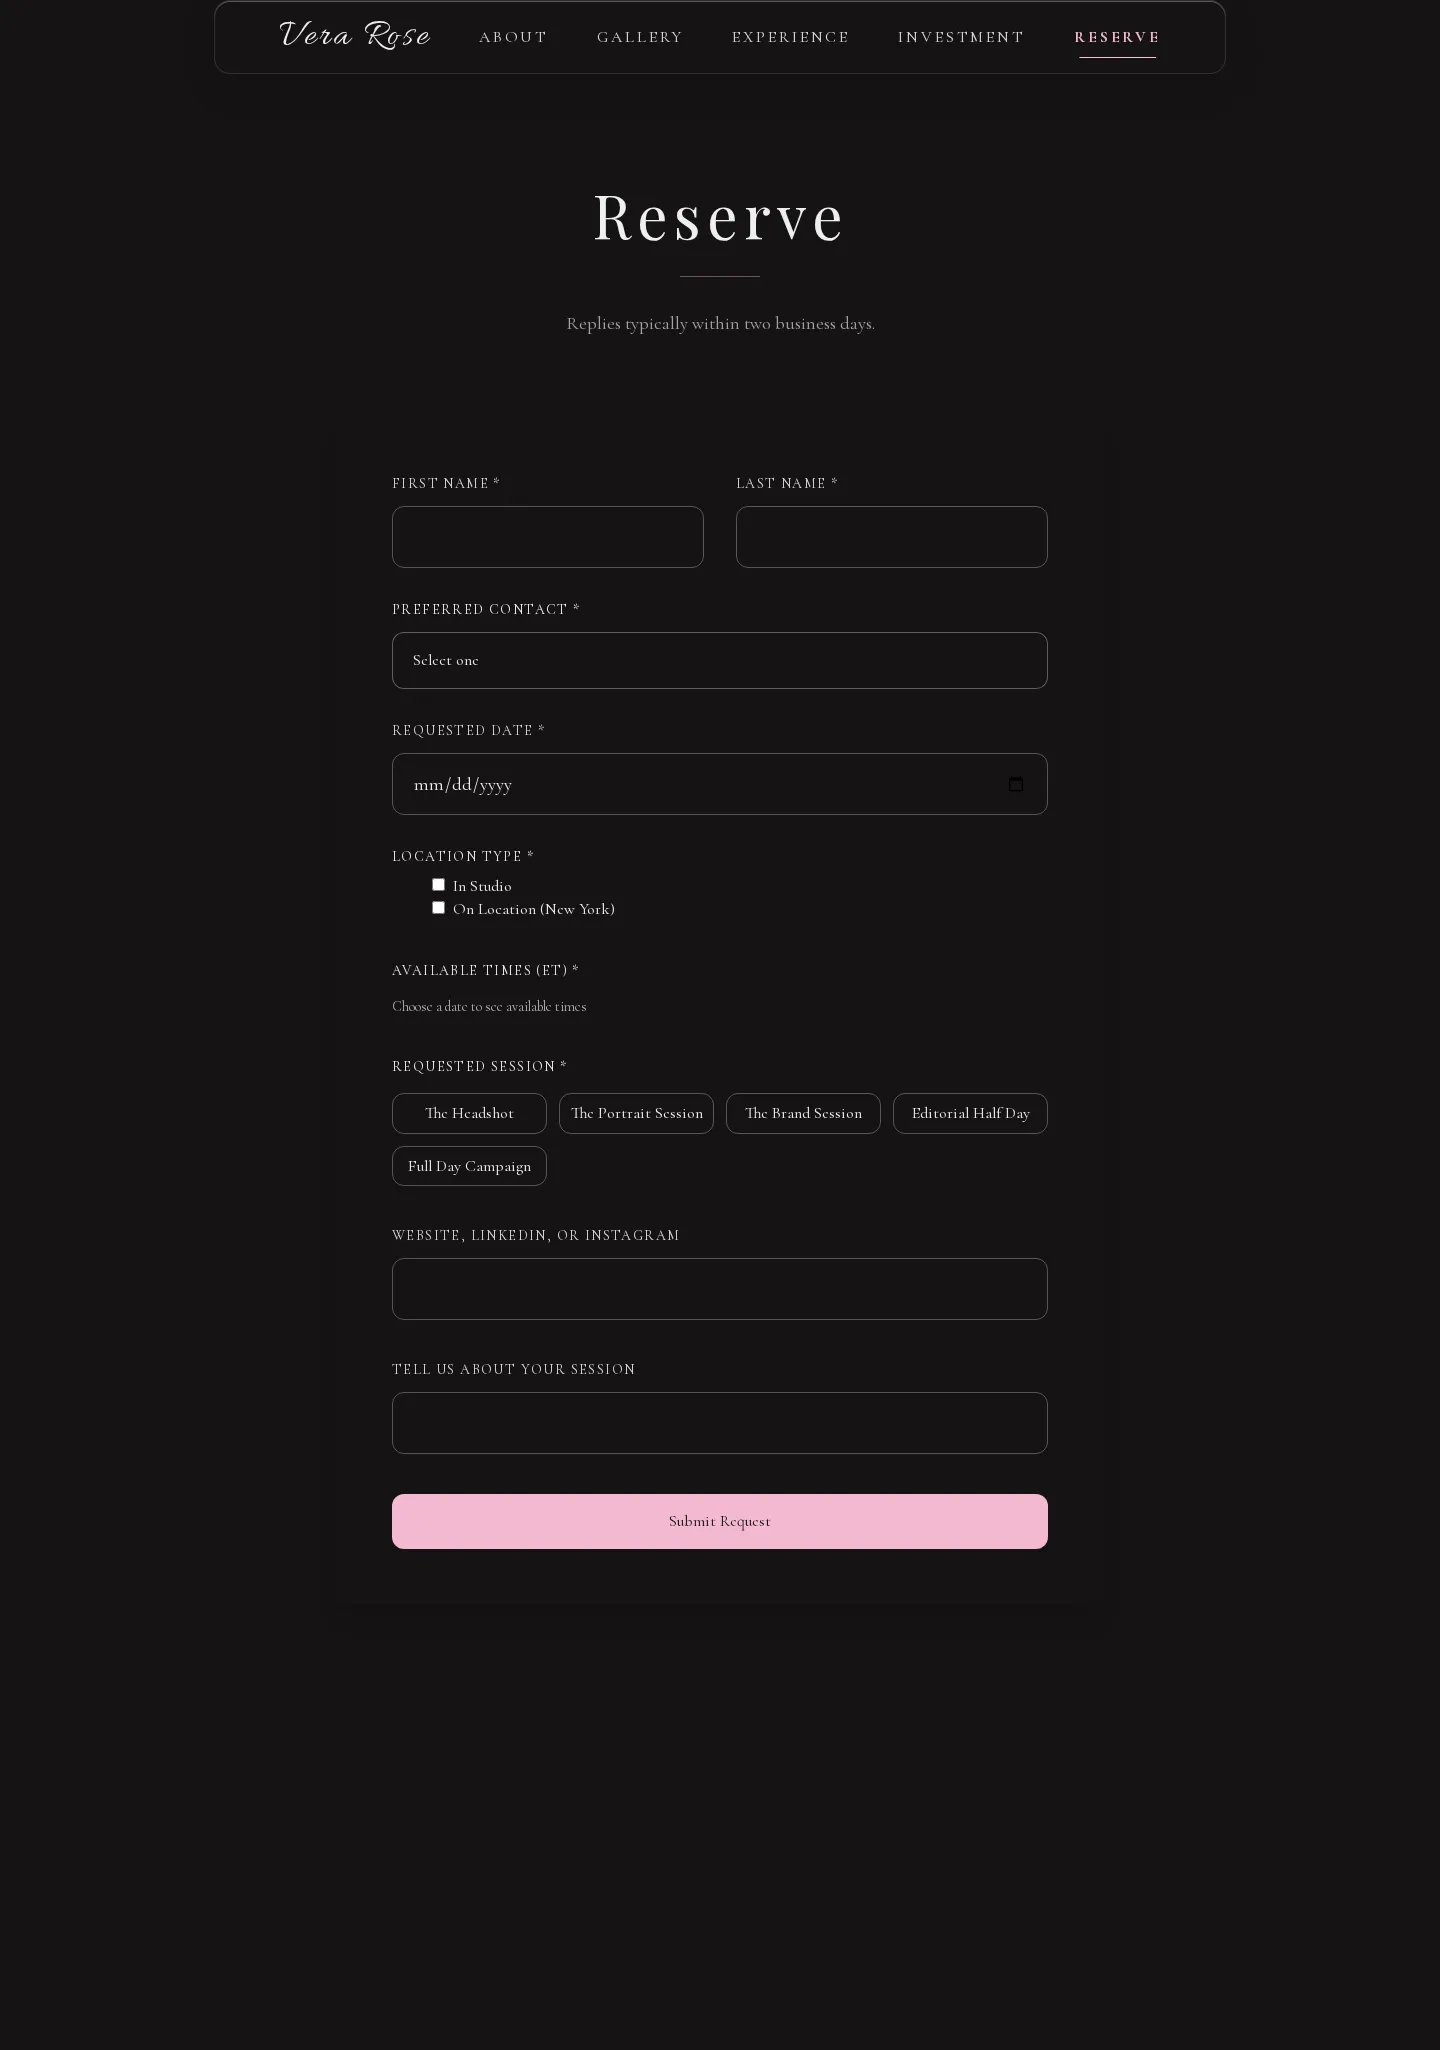 Vera Rose ABOUT GALLERY EXPERIENCE INVESTMENT RESERVE
Reserve
Replies typically within two business days.
FIRST NAME * LAST NAME *
PREFERRED CONTACT *
Select one
REQUESTED DATE *
mm/dd/yyyy
LOCATION TYPE *
In Studio
On Location (New York)
AVAILABLE TIMES (ET) *
Choose a date to see available times
REQUESTED SESSION *
The Headshot The Portrait Session The Brand Session Editorial Half Day
Full Day Campaign
WEBSITE, LINKEDIN, OR INSTAGRAM
TELL US ABOUT YOUR SESSION
Submit Request